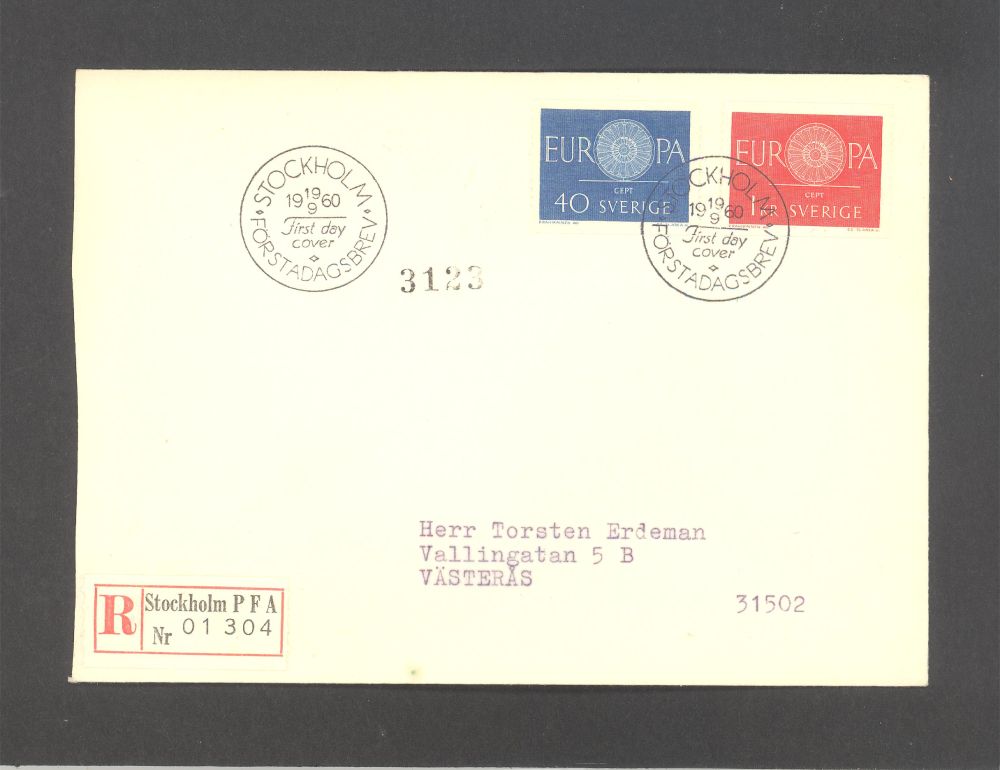 EUROPA
CEPT
40 SVERIGE
EUROPA
CEPT
1 KR SVERIGE
STOCKHOLM
19 19/9 60
First day
cover
FÖRSTADAGSBREV
STOCKHOLM
19 19/9 60
First day
cover
FÖRSTADAGSBREV
3123
Herr Torsten Erdeman
Vallingatan 5 B
VÄSTERÅS
31502
R
Stockholm P F A
Nr 01 304